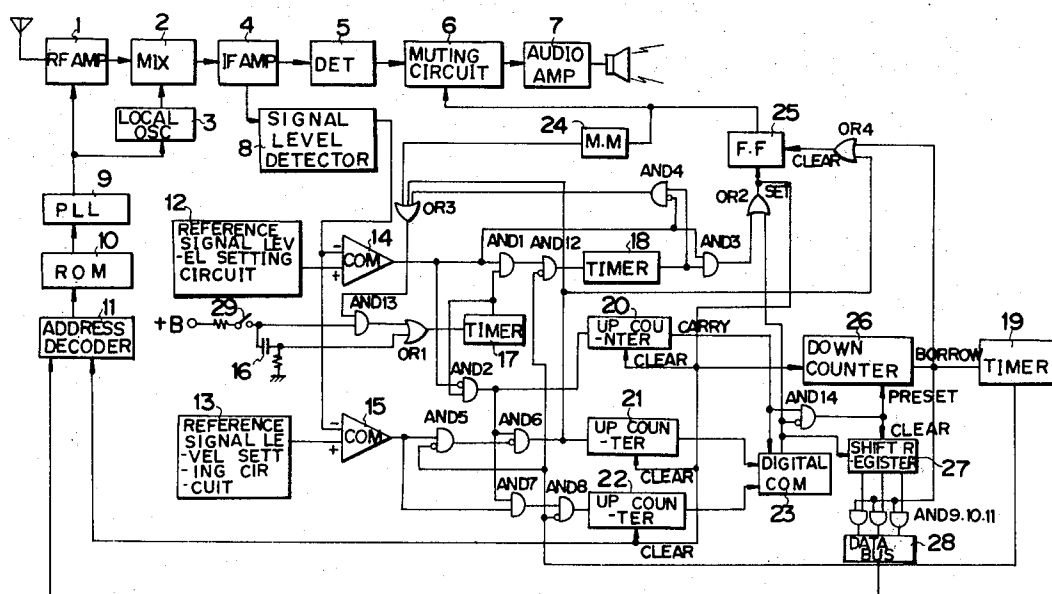 1
RF AMP
2
MIX
4
IF AMP
5
DET
6
MUTING
CIRCUIT
7
AUDIO
AMP
LOCAL
OSC
3
8
SIGNAL
LEVEL
DETECTOR
24
M.M
25
F.F
OR4
CLEAR
SET
OR2
AND4
OR3
9
PLL
10
ROM
11
ADDRESS
DECODER
12
REFERENCE
SIGNAL LEV
-EL SETTING
CIRCUIT
14
COM
-
+
AND1
AND12
18
TIMER
AND3
+B
29
16
AND13
OR1
TIMER
17
AND2
20
UP COU
-NTER
CARRY
CLEAR
26
DOWN
COUNTER
BORROW
19
TIMER
PRESET
AND14
CLEAR
13
REFERENCE
SIGNAL LE
-VEL SETT
-ING CIR
-CUIT
15
COM
-
+
AND5
AND6
21
UP COUN
-TER
CLEAR
AND7
AND8
22
UP COUN
-TER
CLEAR
DIGITAL
COM
23
SHIFT R
-EGISTER
27
AND9.10.11
DATA
BUS
28